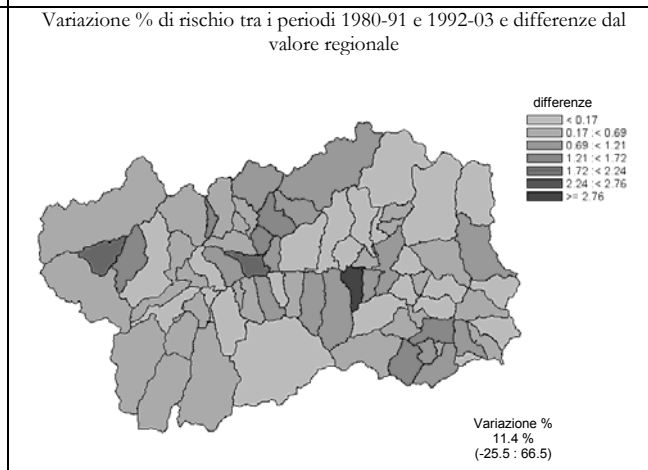 Variazione % di rischio tra i periodi 1980-91 e 1992-03 e differenze dal
valore regionale
differenze
< 0.17
0.17 :< 0.69
0.69 :< 1.21
1.21 :< 1.72
1.72 :< 2.24
2.24 :< 2.76
>= 2.76
Variazione %
11.4 %
(-25.5 : 66.5)